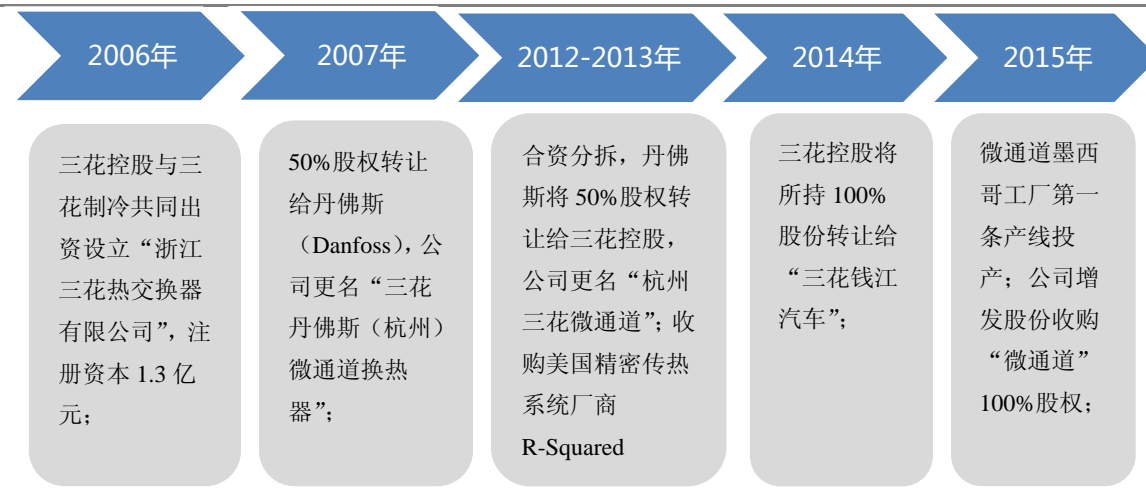 2006年
三花控股与三
花制冷共同出
资设立“浙江
三花热交换器
有限公司”，注
册资本 1.3 亿
元；
2007年
50%股权转让
给丹佛斯
（Danfoss），公
司更名“三花
丹佛斯（杭州）
微通道换热
器”；
2012-2013年
合资分拆，丹佛
斯将 50%股权转
让给三花控股，
公司更名“杭州
三花微通道”；收
购美国精密传热
系统厂商
R-Squared
2014年
三花控股将
所持 100%
股份转让给
“三花钱江
汽车”；
2015年
微通道墨西
哥工厂第一
条产线投
产；公司增
发股份收购
“微通道”
100%股权；